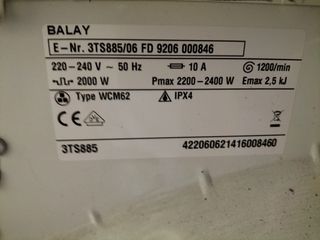 BALAY
E-Nr. 3TS885/06 FD 9206 000846
220-240 V ~ 50 Hz 10 A 1200/min
2000 W Pmax 2200-2400 W Emax 2,5 kJ
Type WCM62 IPX4
CE
3TS885 422060621416008460